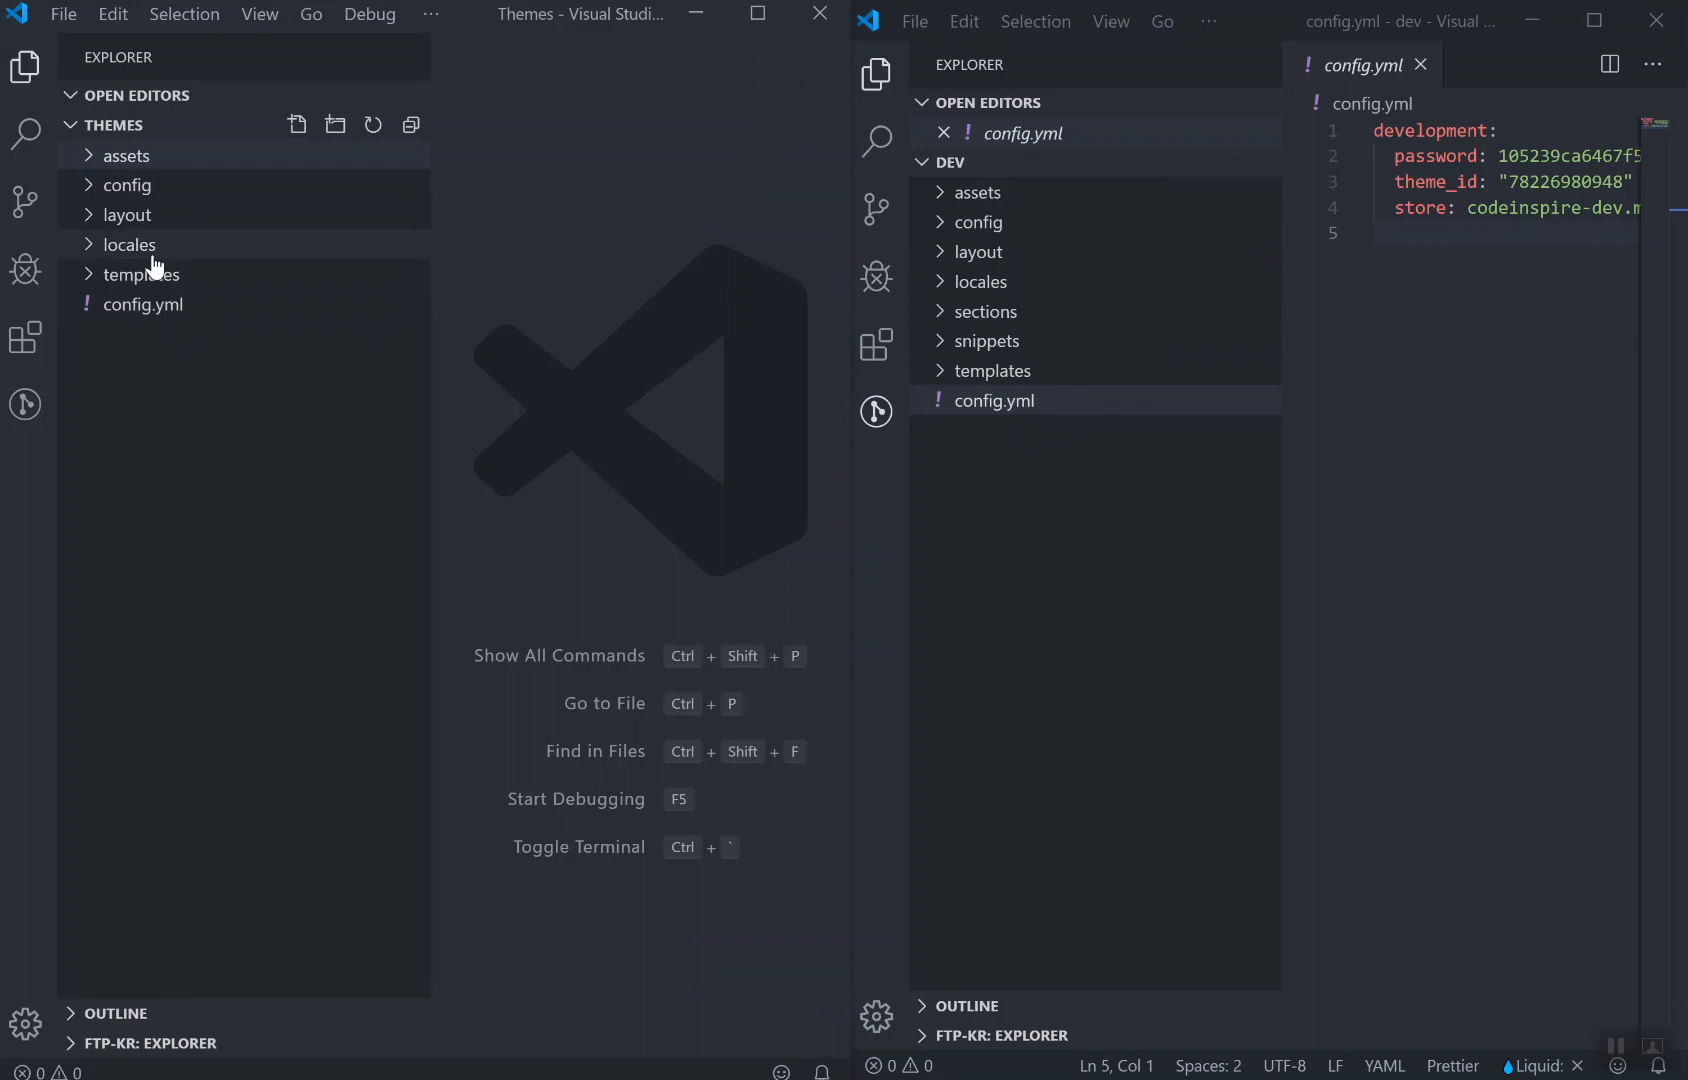 File Edit Selection View Go Debug ··· Themes - Visual Studi...
EXPLORER
OPEN EDITORS
THEMES
assets
config
layout
locales
templates
! config.yml
Show All Commands Ctrl + Shift + P
Go to File Ctrl + P
Find in Files Ctrl + Shift + F
Start Debugging F5
Toggle Terminal Ctrl + `
OUTLINE
FTP-KR: EXPLORER
0 0
File Edit Selection View Go ··· config.yml - dev - Visual ...
EXPLORER
OPEN EDITORS
! config.yml
DEV
assets
config
layout
locales
sections
snippets
templates
! config.yml
OUTLINE
FTP-KR: EXPLORER
! config.yml
! config.yml
1 development:
2 password: 105239ca6467f5
3 theme_id: "78226980948"
4 store: codeinspire-dev.m
5
0 0 Ln 5, Col 1 Spaces: 2 UTF-8 LF YAML Prettier Liquid: ×